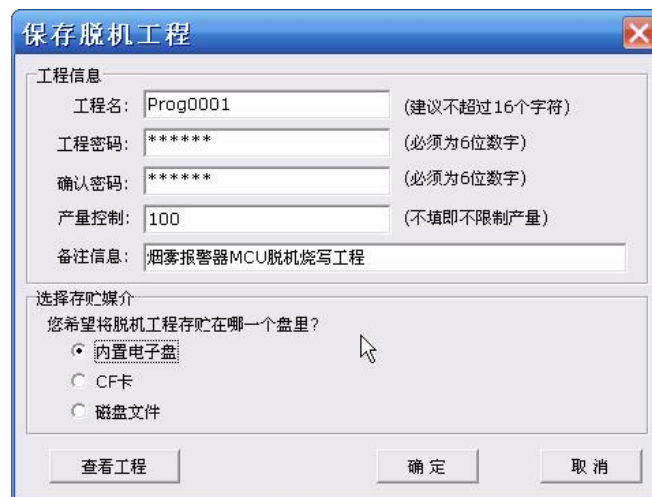 保存脱机工程
工程信息
工程名: Prog0001 (建议不超过16个字符)
工程密码: ****** (必须为6位数字)
确认密码: ****** (必须为6位数字)
产量控制: 100 (不填即不限制产量)
备注信息: 烟雾报警器MCU脱机烧写工程
选择存贮媒介
您希望将脱机工程存贮在哪一个盘里?
内置电子盘
CF卡
磁盘文件
查看工程 确定 取消